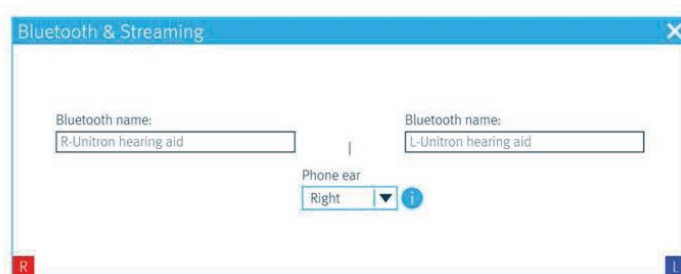 Bluetooth & Streaming
Bluetooth name:
R-Unitron hearing aid
Bluetooth name:
L-Unitron hearing aid
Phone ear
Right
i
R
L